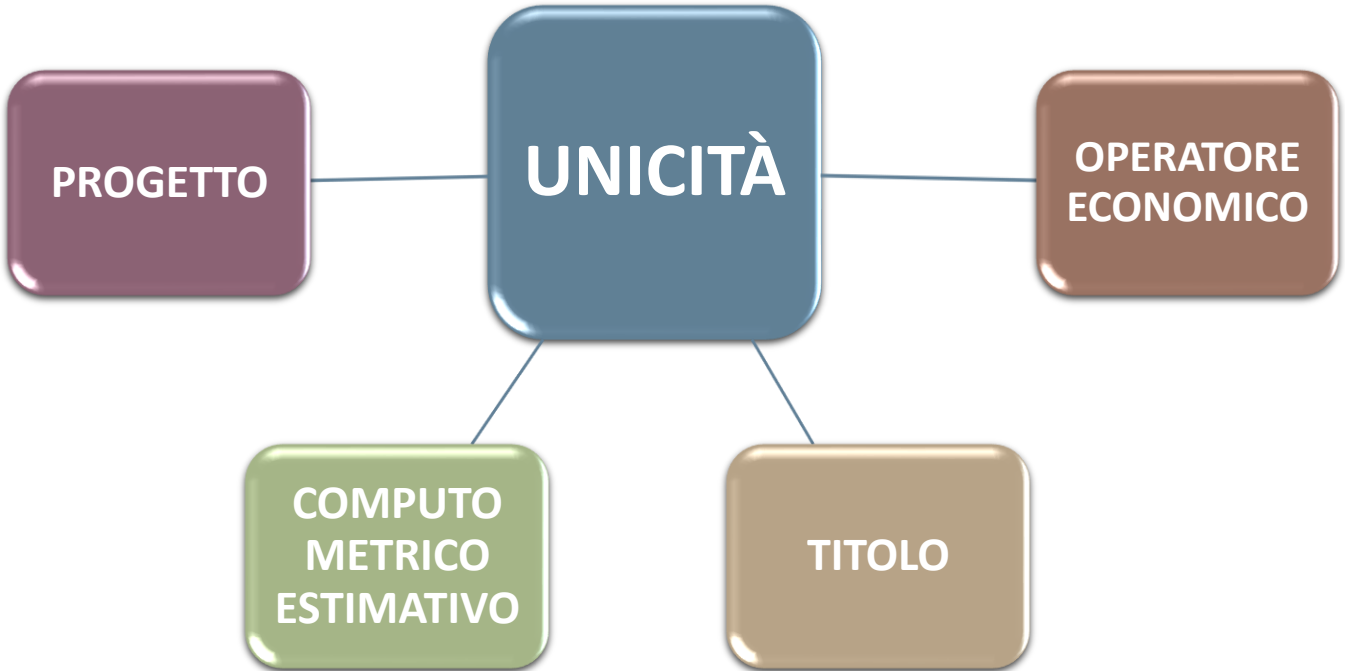 UNICITÀ
PROGETTO
OPERATORE
ECONOMICO
COMPUTO
METRICO
ESTIMATIVO
TITOLO